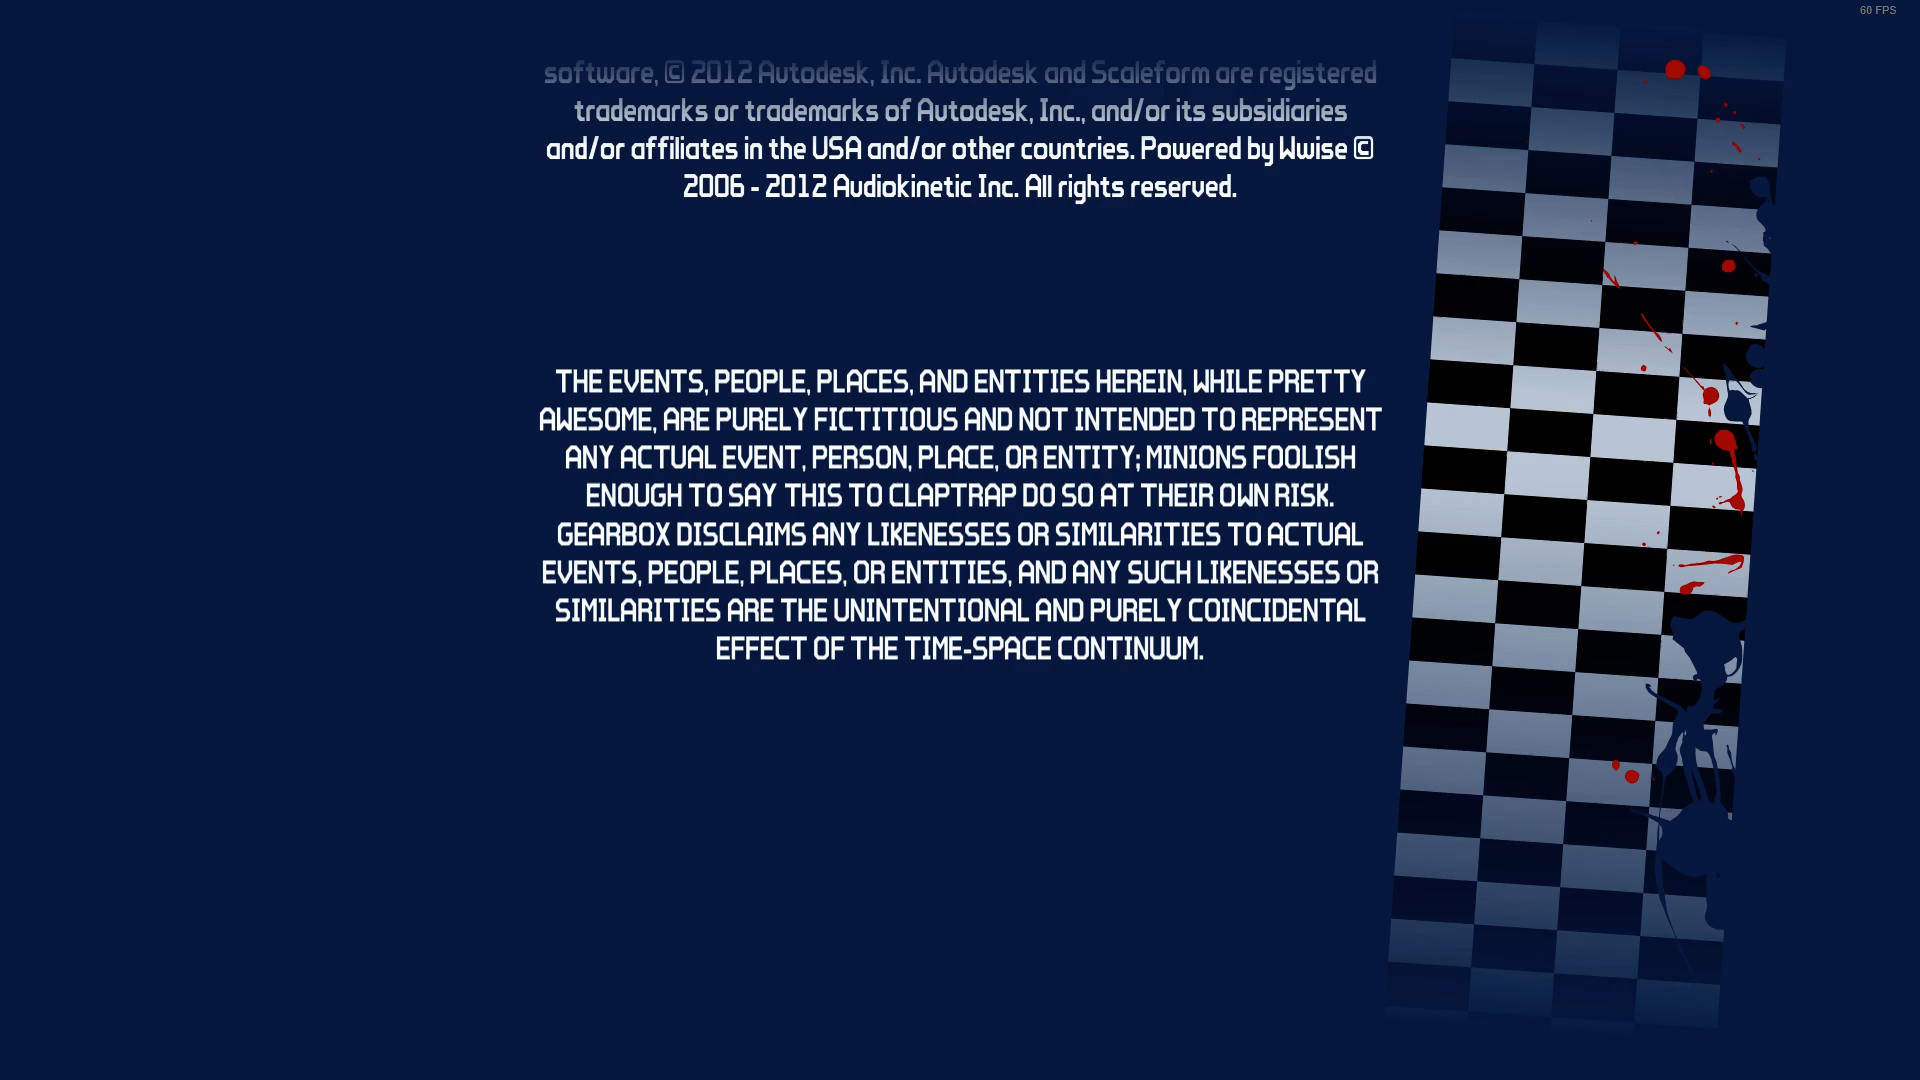 60 FPS
software, © 2012 Autodesk, Inc. Autodesk and Scaleform are registered
trademarks or trademarks of Autodesk, Inc., and/or its subsidiaries
and/or affiliates in the USA and/or other countries. Powered by Wwise ©
2006 - 2012 Audiokinetic Inc. All rights reserved.
THE EVENTS, PEOPLE, PLACES, AND ENTITIES HEREIN, WHILE PRETTY
AWESOME, ARE PURELY FICTITIOUS AND NOT INTENDED TO REPRESENT
ANY ACTUAL EVENT, PERSON, PLACE, OR ENTITY; MINIONS FOOLISH
ENOUGH TO SAY THIS TO CLAPTRAP DO SO AT THEIR OWN RISK.
GEARBOX DISCLAIMS ANY LIKENESSES OR SIMILARITIES TO ACTUAL
EVENTS, PEOPLE, PLACES, OR ENTITIES, AND ANY SUCH LIKENESSES OR
SIMILARITIES ARE THE UNINTENTIONAL AND PURELY COINCIDENTAL
EFFECT OF THE TIME-SPACE CONTINUUM.